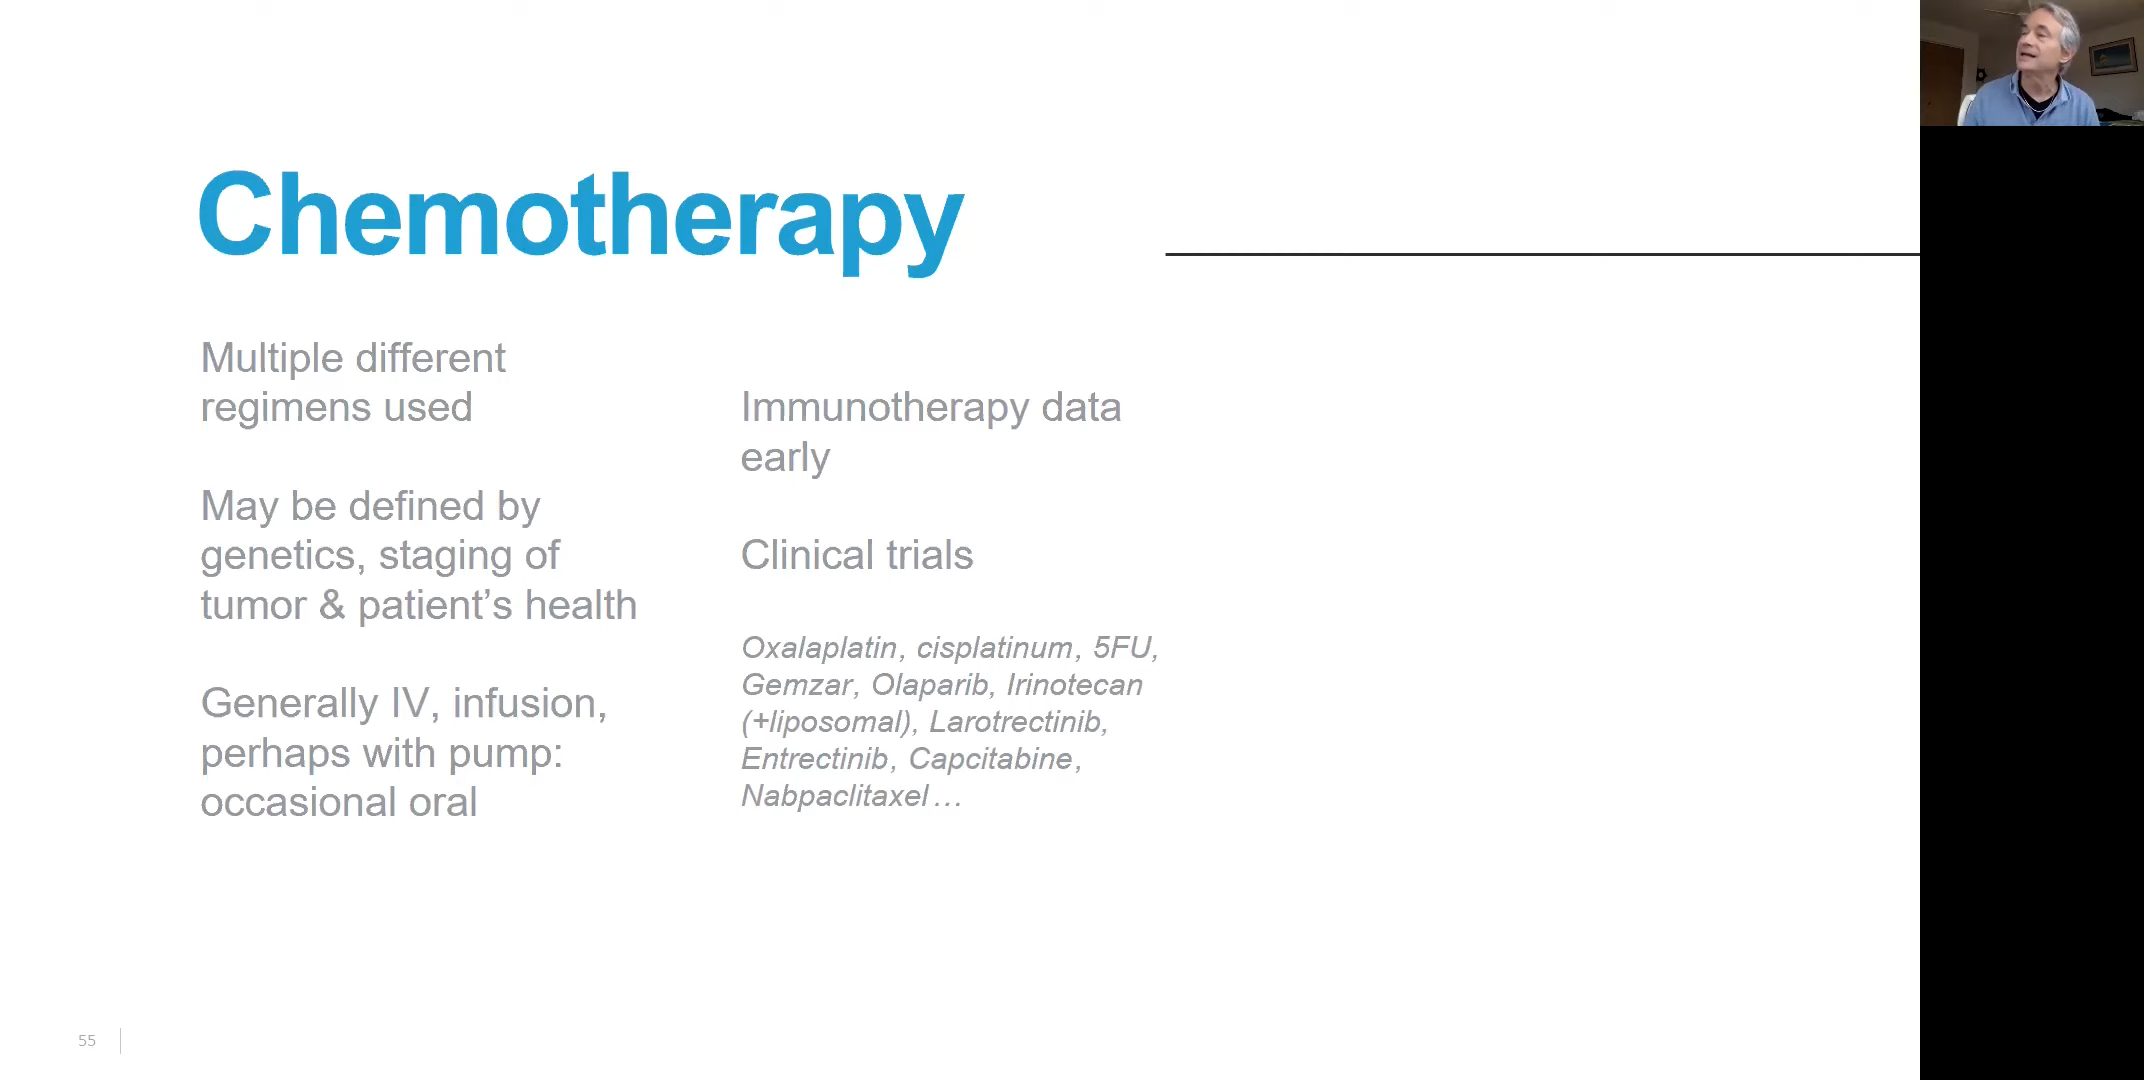 Chemotherapy
Multiple different
regimens used
May be defined by
genetics, staging of
tumor & patient’s health
Generally IV, infusion,
perhaps with pump:
occasional oral
Immunotherapy data
early
Clinical trials
Oxalaplatin, cisplatinum, 5FU,
Gemzar, Olaparib, Irinotecan
(+liposomal), Larotrectinib,
Entrectinib, Capcitabine,
Nabpaclitaxel…
55